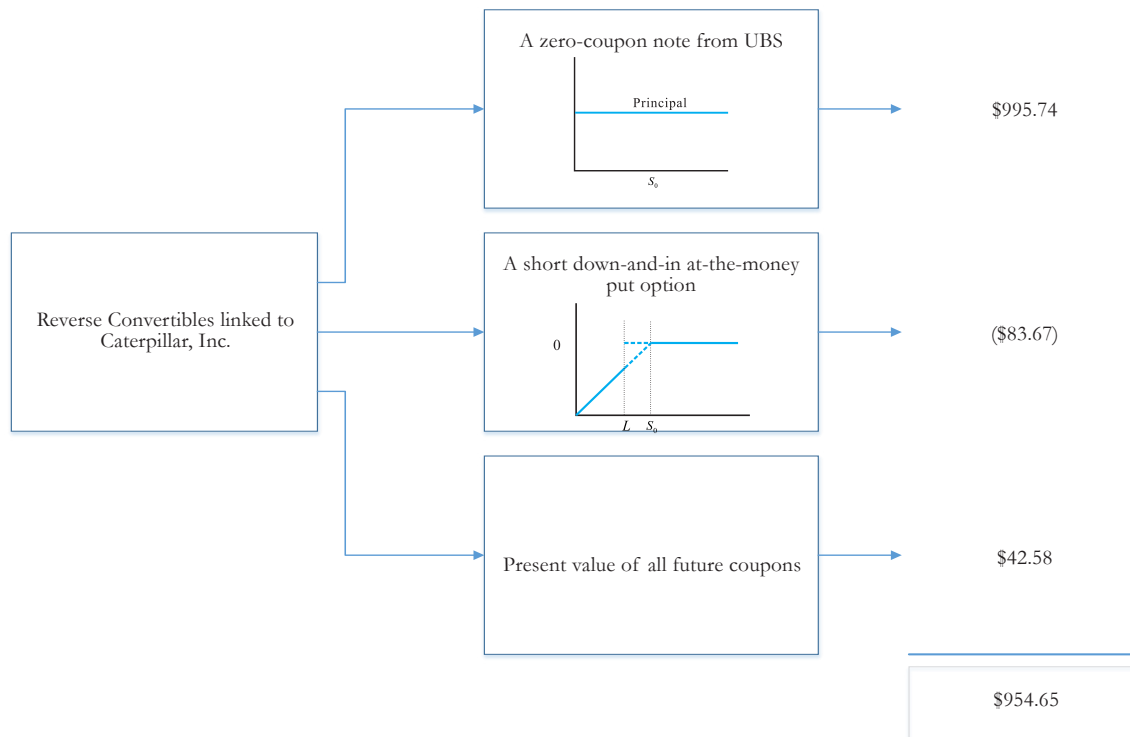 A zero-coupon note from UBS
Principal
S₀
$995.74
Reverse Convertibles linked to
Caterpillar, Inc.
A short down-and-in at-the-money
put option
0
L S₀
($83.67)
Present value of all future coupons
$42.58
$954.65